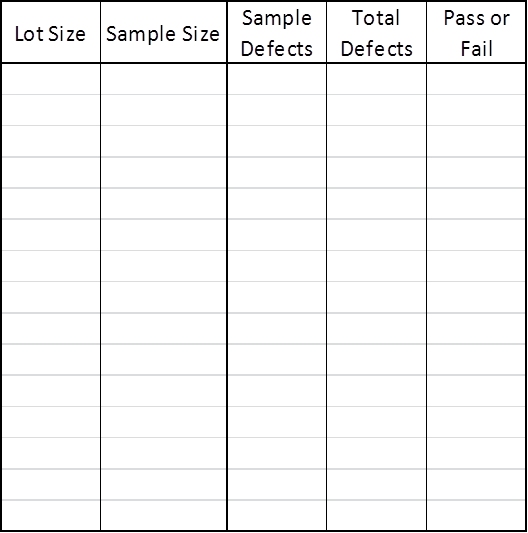 Lot Size
Sample Size
Sample
Defects
Total
Defects
Pass or
Fail